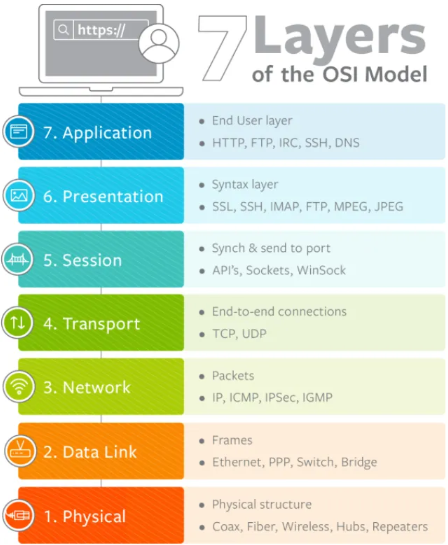 https://
7 Layers
of the OSI Model
7. Application
• End User layer
• HTTP, FTP, IRC, SSH, DNS
6. Presentation
• Syntax layer
• SSL, SSH, IMAP, FTP, MPEG, JPEG
5. Session
• Synch & send to port
• API's, Sockets, WinSock
4. Transport
• End-to-end connections
• TCP, UDP
3. Network
• Packets
• IP, ICMP, IPSec, IGMP
2. Data Link
• Frames
• Ethernet, PPP, Switch, Bridge
1. Physical
• Physical structure
• Coax, Fiber, Wireless, Hubs, Repeaters